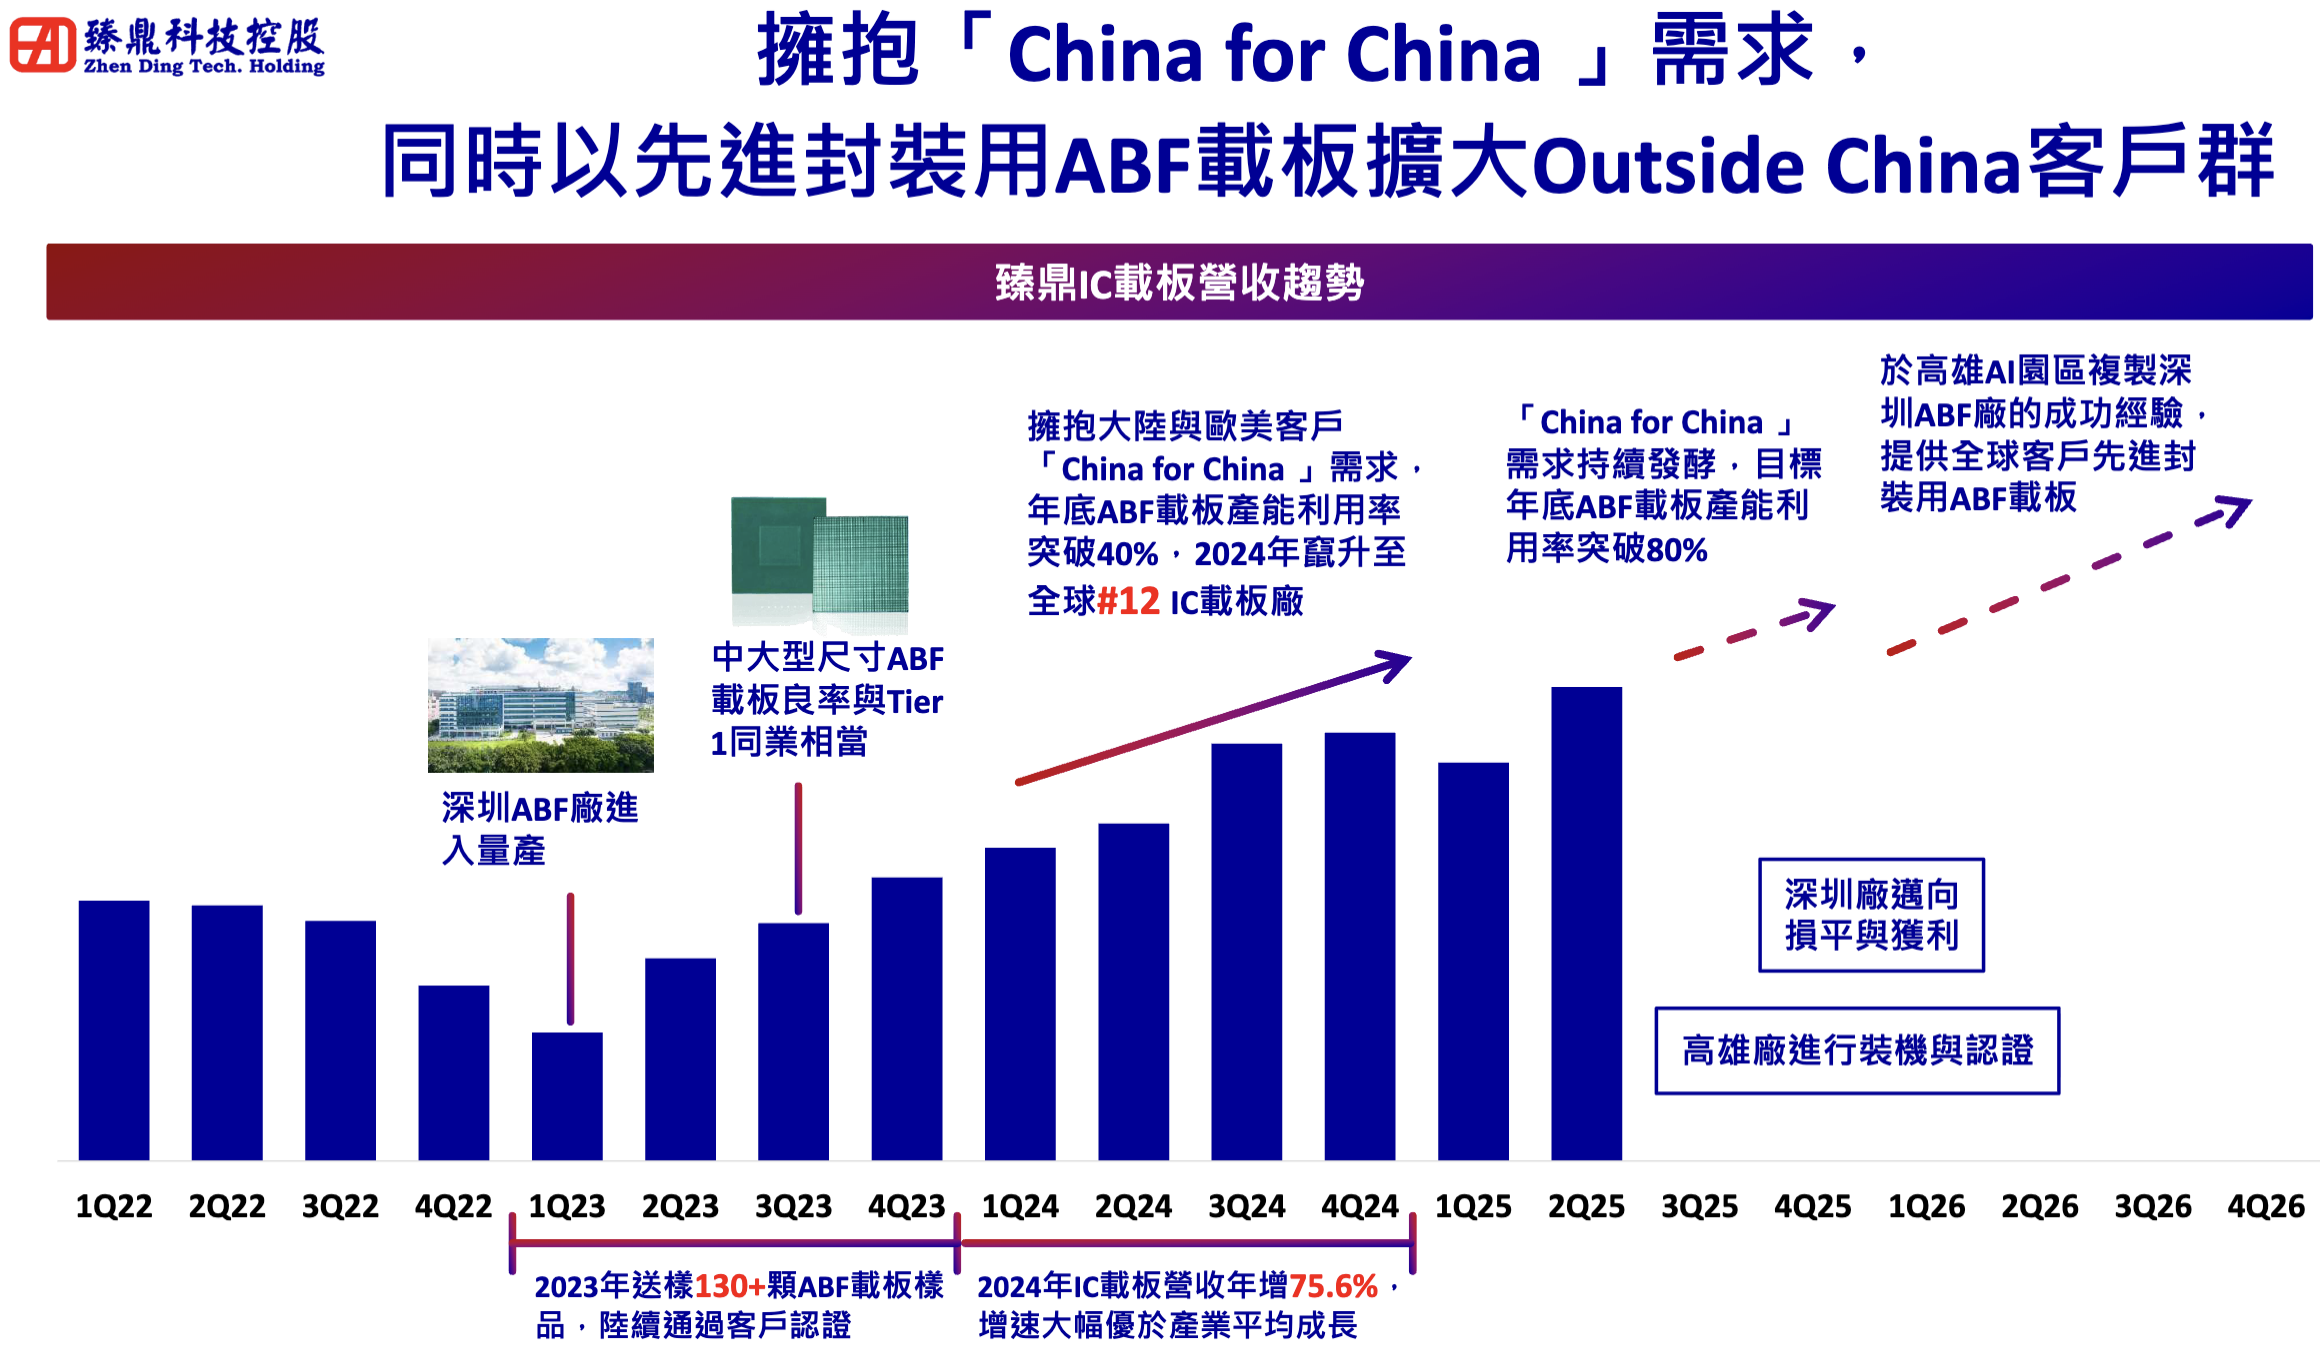 臻鼎科技控股
Zhen Ding Tech. Holding
擁抱「China for China」需求，
同時以先進封裝用ABF載板擴大Outside China客戶群
臻鼎IC載板營收趨勢
深圳ABF廠進
入量產
中大型尺寸ABF
載板良率與Tier
1同業相當
擁抱大陸與歐美客戶
「China for China」需求，
年底ABF載板產能利用率
突破40%，2024年竄升至
全球#12 IC載板廠
「China for China」
需求持續發酵，目標
年底ABF載板產能利
用率突破80%
於高雄AI園區複製深
圳ABF廠的成功經驗，
提供全球客戶先進封
裝用ABF載板
深圳廠邁向
損平與獲利
高雄廠進行裝機與認證
1Q22 2Q22 3Q22 4Q22 1Q23 2Q23 3Q23 4Q23 1Q24 2Q24 3Q24 4Q24 1Q25 2Q25 3Q25 4Q25 1Q26 2Q26 3Q26 4Q26
2023年送樣130+顆ABF載板樣
品，陸續通過客戶認證
2024年IC載板營收年增75.6%，
增速大幅優於產業平均成長